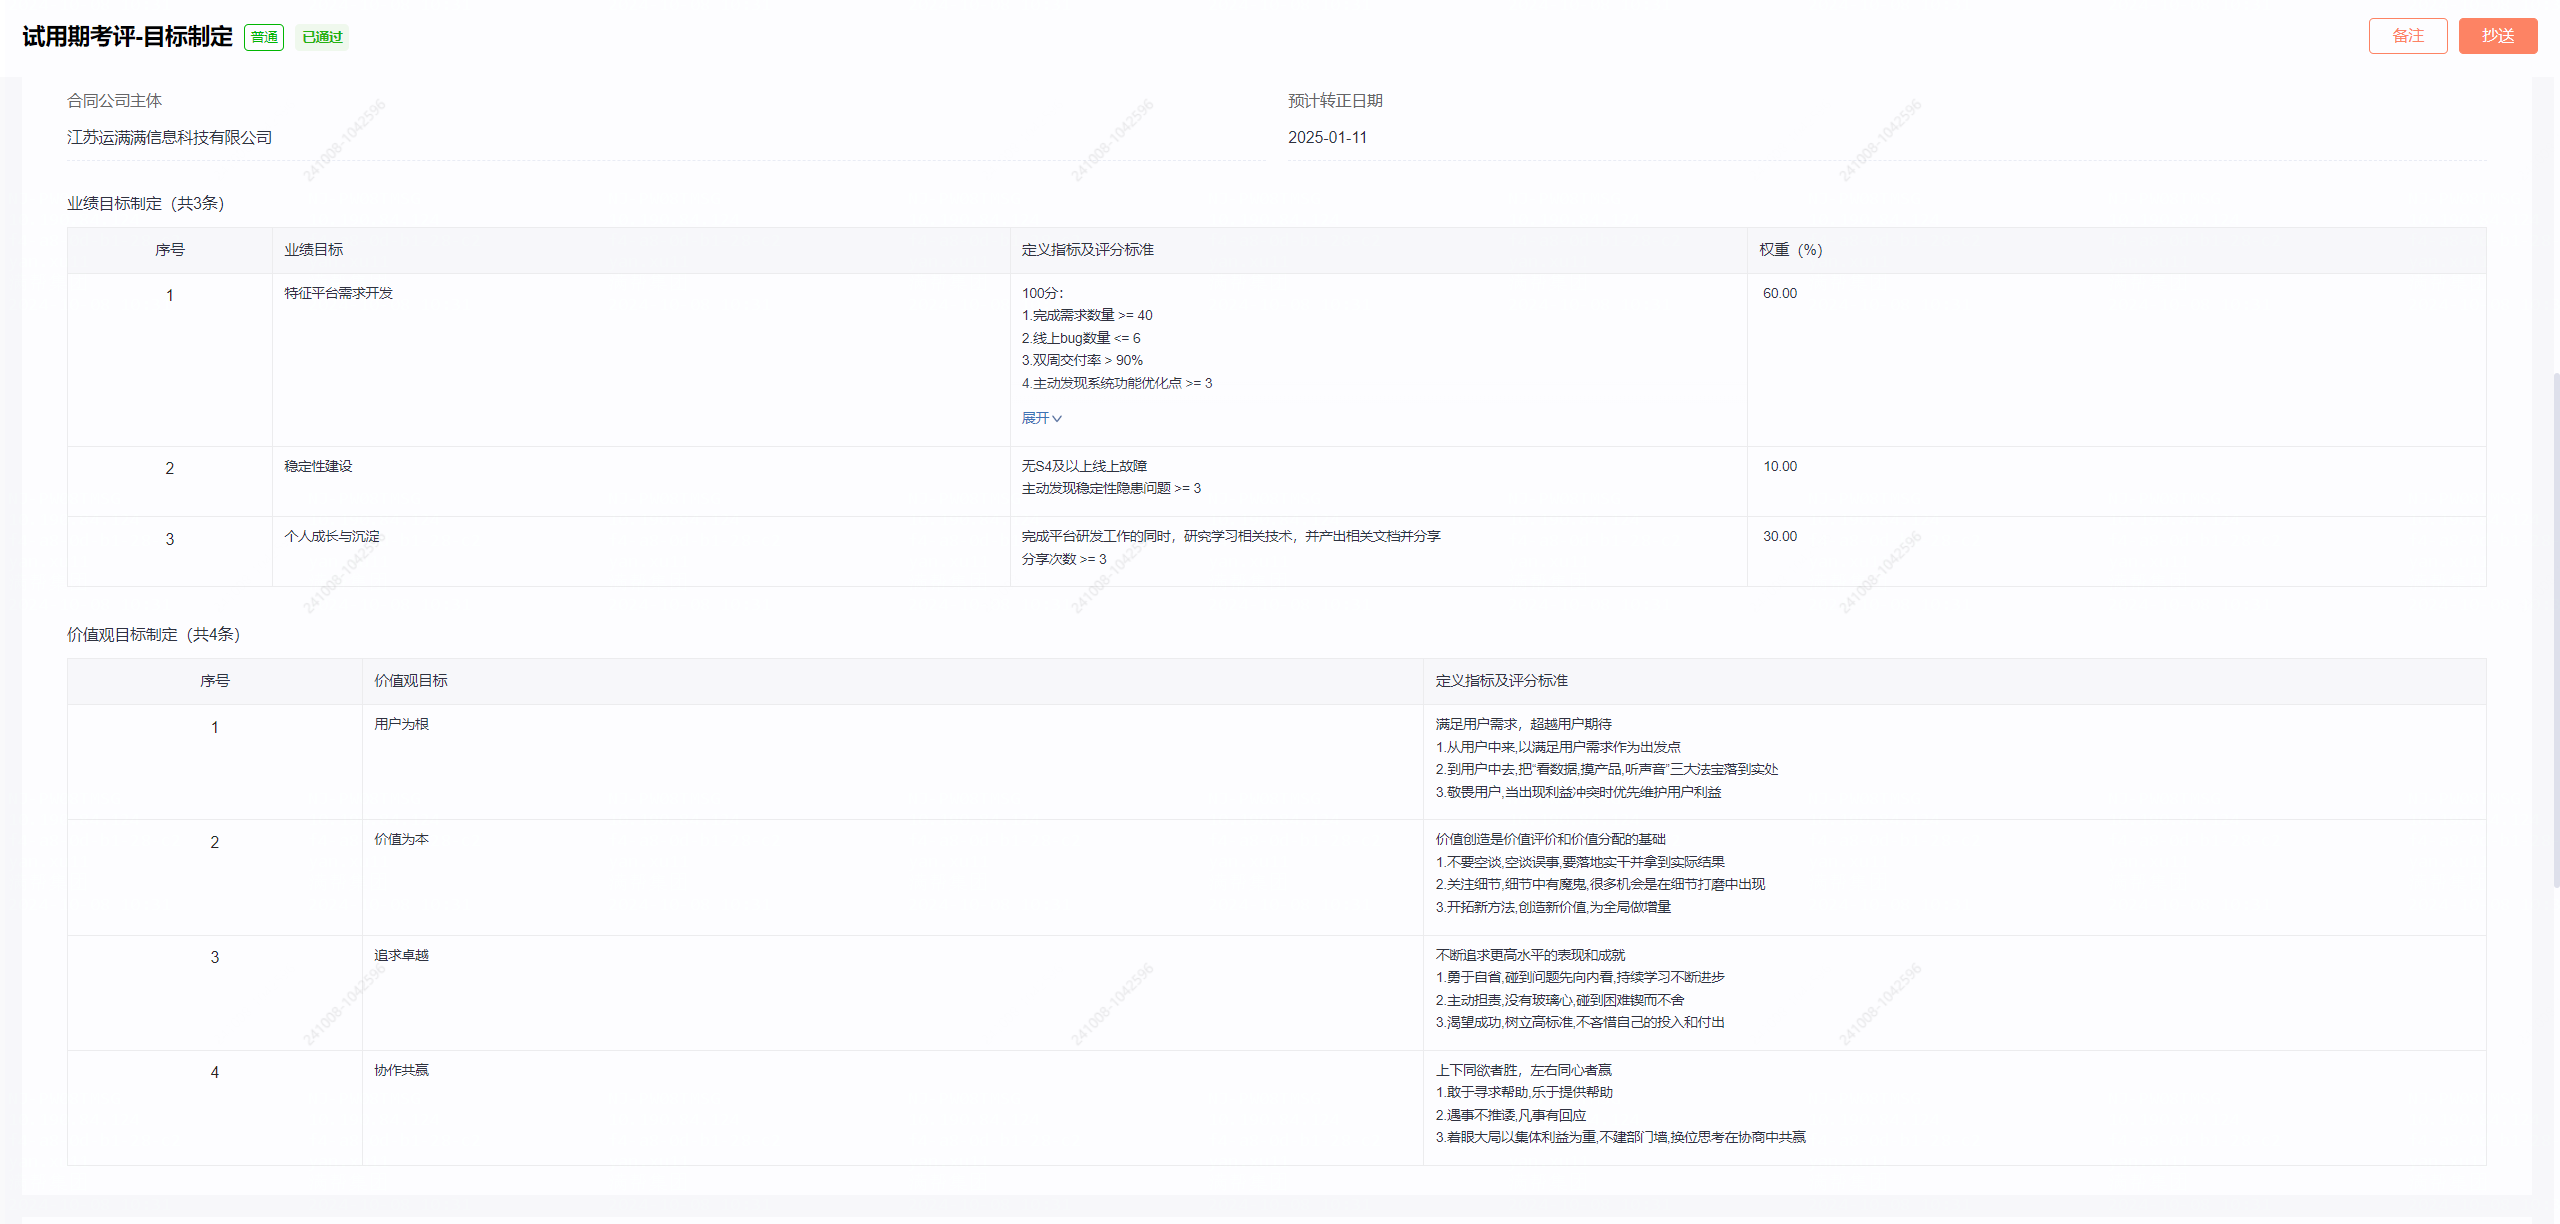 试用期考评-目标制定 普通 已通过 备注 抄送
合同公司主体 预计转正日期
江苏运满满信息科技有限公司 2025-01-11
业绩目标制定（共3条）
序号 业绩目标 定义指标及评分标准 权重（%）
1 特征平台需求开发 100分： 60.00
1.完成需求数量 >= 40
2.线上bug数量 <= 6
3.双周交付率 > 90%
4.主动发现系统功能优化点 >= 3
展开
2 稳定性建设 无S4及以上线上故障 10.00
主动发现稳定性隐患问题 >= 3
3 个人成长与沉淀 完成平台研发工作的同时，研究学习相关技术，并产出相关文档并分享 30.00
分享次数 >= 3
价值观目标制定（共4条）
序号 价值观目标 定义指标及评分标准
1 用户为根 满足用户需求，超越用户期待
1.从用户中来,以满足用户需求作为出发点
2.到用户中去,把“看数据,摸产品,听声音”三大法宝落到实处
3.敬畏用户,当出现利益冲突时优先维护用户利益
2 价值为本 价值创造是价值评价和价值分配的基础
1.不要空谈,空谈误事,要落地实干并拿到实际结果
2.关注细节,细节中有魔鬼,很多机会是在细节打磨中出现
3.开拓新方法,创造新价值,为全局做增量
3 追求卓越 不断追求更高水平的表现和成就
1.勇于自省,碰到问题先向内看,持续学习不断进步
2.主动担责,没有玻璃心,碰到困难锲而不舍
3.渴望成功,树立高标准,不吝惜自己的投入和付出
4 协作共赢 上下同欲者胜，左右同心者赢
1.敢于寻求帮助,乐于提供帮助
2.遇事不推诿,凡事有回应
3.着眼大局以集体利益为重,不建部门墙,换位思考在协商中共赢
241008-1042596
241008-1042596
241008-1042596
241008-1042596
241008-1042596
241008-1042596
241008-1042596
241008-1042596
241008-1042596